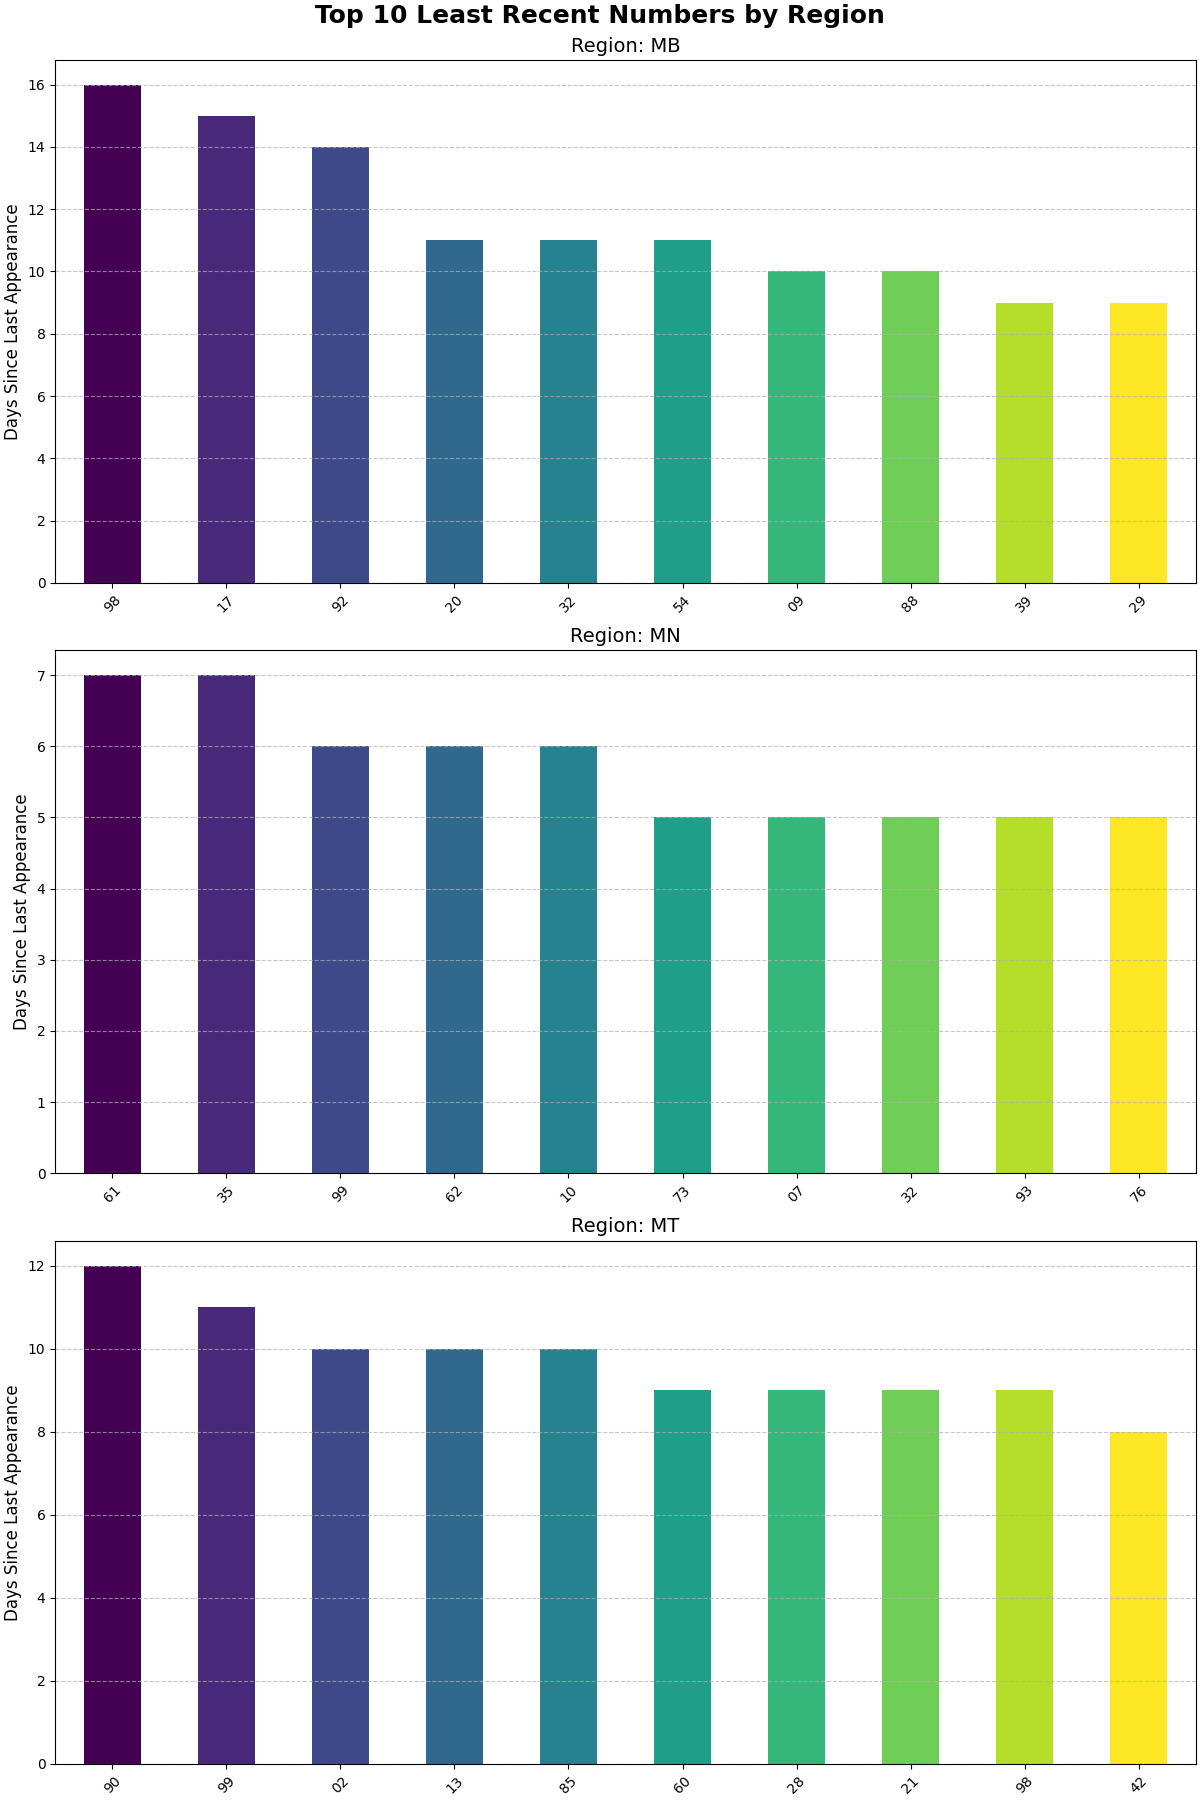 Top 10 Least Recent Numbers by Region
Region: MB
Days Since Last Appearance
16
14
12
10
8
6
4
2
0
98 17 92 20 32 54 09 88 39 29
Region: MN
Days Since Last Appearance
7
6
5
4
3
2
1
0
61 35 99 62 10 73 07 32 93 76
Region: MT
Days Since Last Appearance
12
10
8
6
4
2
0
90 99 02 13 85 60 28 21 98 42